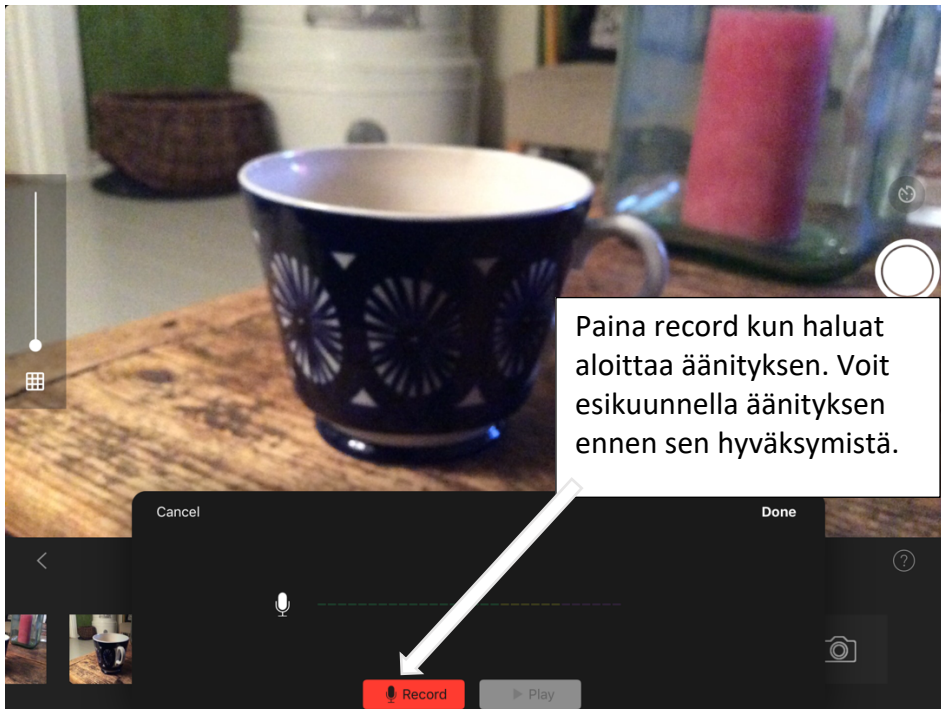 Paina record kun haluat
aloittaa äänityksen. Voit
esikuunnella äänityksen
ennen sen hyväksymistä.
Cancel
Done
?
Record
Play